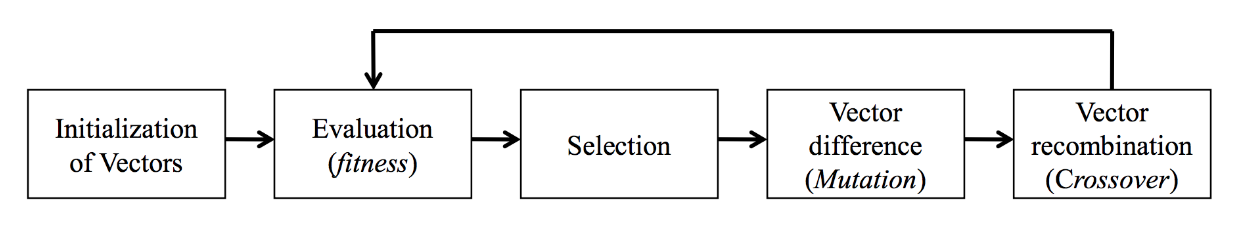 Initialization
of Vectors
Evaluation
(fitness)
Selection
Vector
difference
(Mutation)
Vector
recombination
(Crossover)